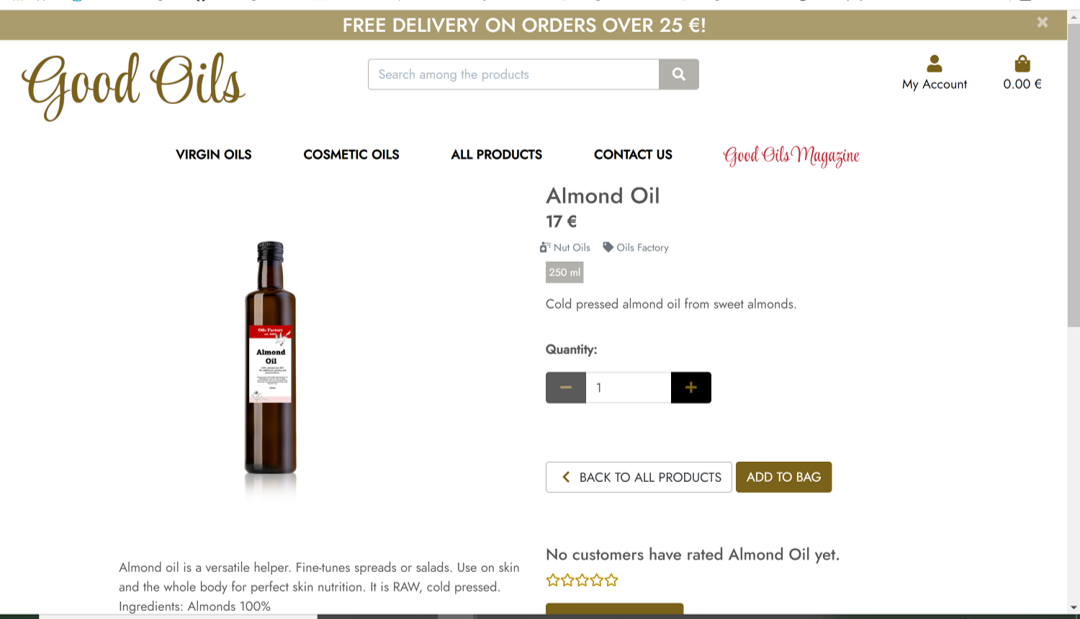 FREE DELIVERY ON ORDERS OVER 25 €!
Good Oils
Search among the products
My Account
0.00 €
VIRGIN OILS
COSMETIC OILS
ALL PRODUCTS
CONTACT US
Good Oils Magazine
Almond Oil
17 €
Nut Oils
Oils Factory
250 ml
Cold pressed almond oil from sweet almonds.
Quantity:
1
BACK TO ALL PRODUCTS
ADD TO BAG
Oils Factory
Almond
Oil
No customers have rated Almond Oil yet.
Almond oil is a versatile helper. Fine-tunes spreads or salads. Use on skin
and the whole body for perfect skin nutrition. It is RAW, cold pressed.
Ingredients: Almonds 100%